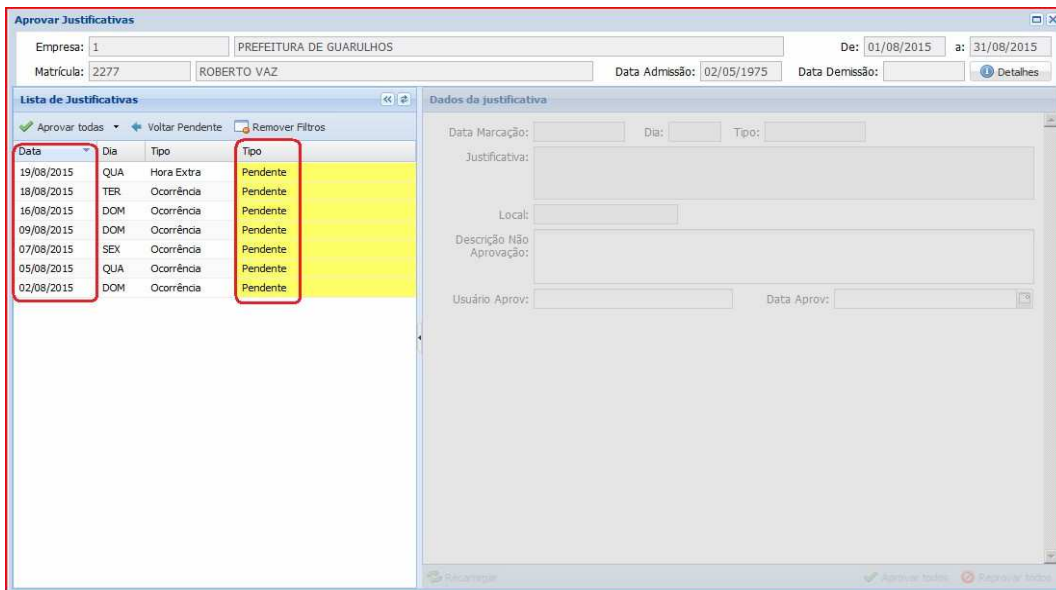 Aprovar Justificativas
Empresa: 1 PREFEITURA DE GUARULHOS De: 01/08/2015 a: 31/08/2015
Matrícula: 2277 ROBERTO VAZ Data Admissão: 02/05/1975 Data Demissão: Detalhes
Lista de Justificativas
Aprovar todas Voltar Pendente Remover Filtros
Data Dia Tipo Tipo
19/08/2015 QUA Hora Extra Pendente
18/08/2015 TER Ocorrência Pendente
16/08/2015 DOM Ocorrência Pendente
09/08/2015 DOM Ocorrência Pendente
07/08/2015 SEX Ocorrência Pendente
05/08/2015 QUA Ocorrência Pendente
02/08/2015 DOM Ocorrência Pendente
Dados da justificativa
Data Marcação: Dia: Tipo:
Justificativa:
Local:
Descrição Não
Aprovação:
Usuário Aprov: Data Aprov:
Recarregar Aprovar todos Reprovar todos